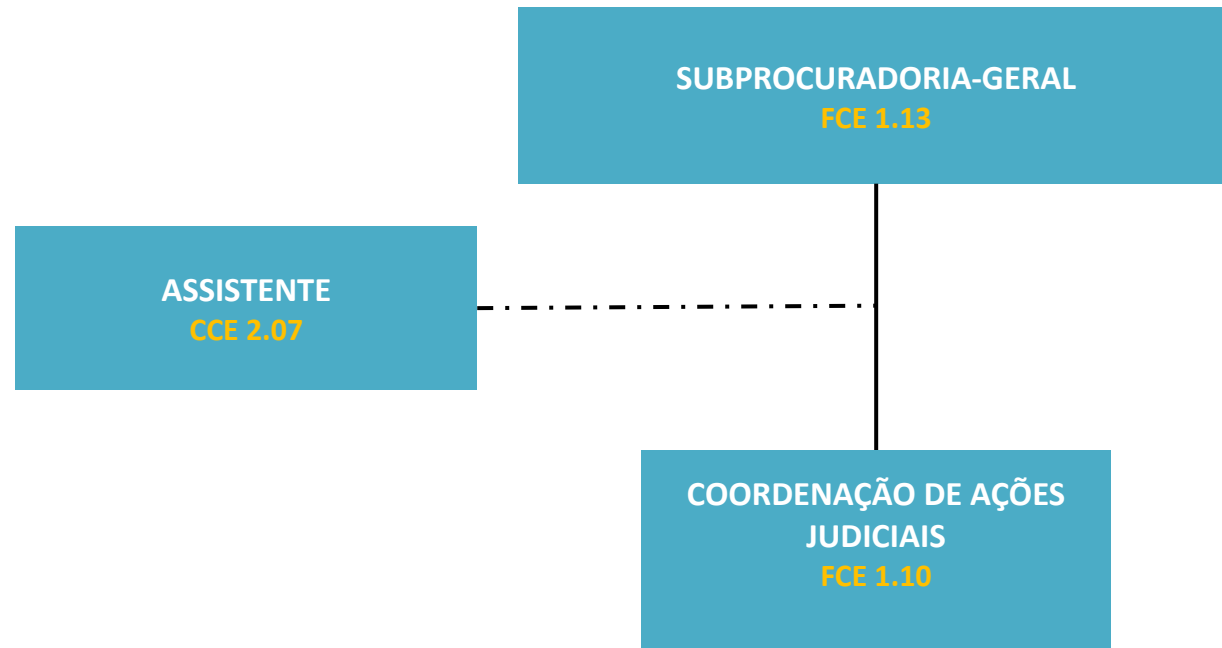 SUBPROCURADORIA-GERAL
FCE 1.13
ASSISTENTE
CCE 2.07
COORDENAÇÃO DE AÇÕES
JUDICIAIS
FCE 1.10